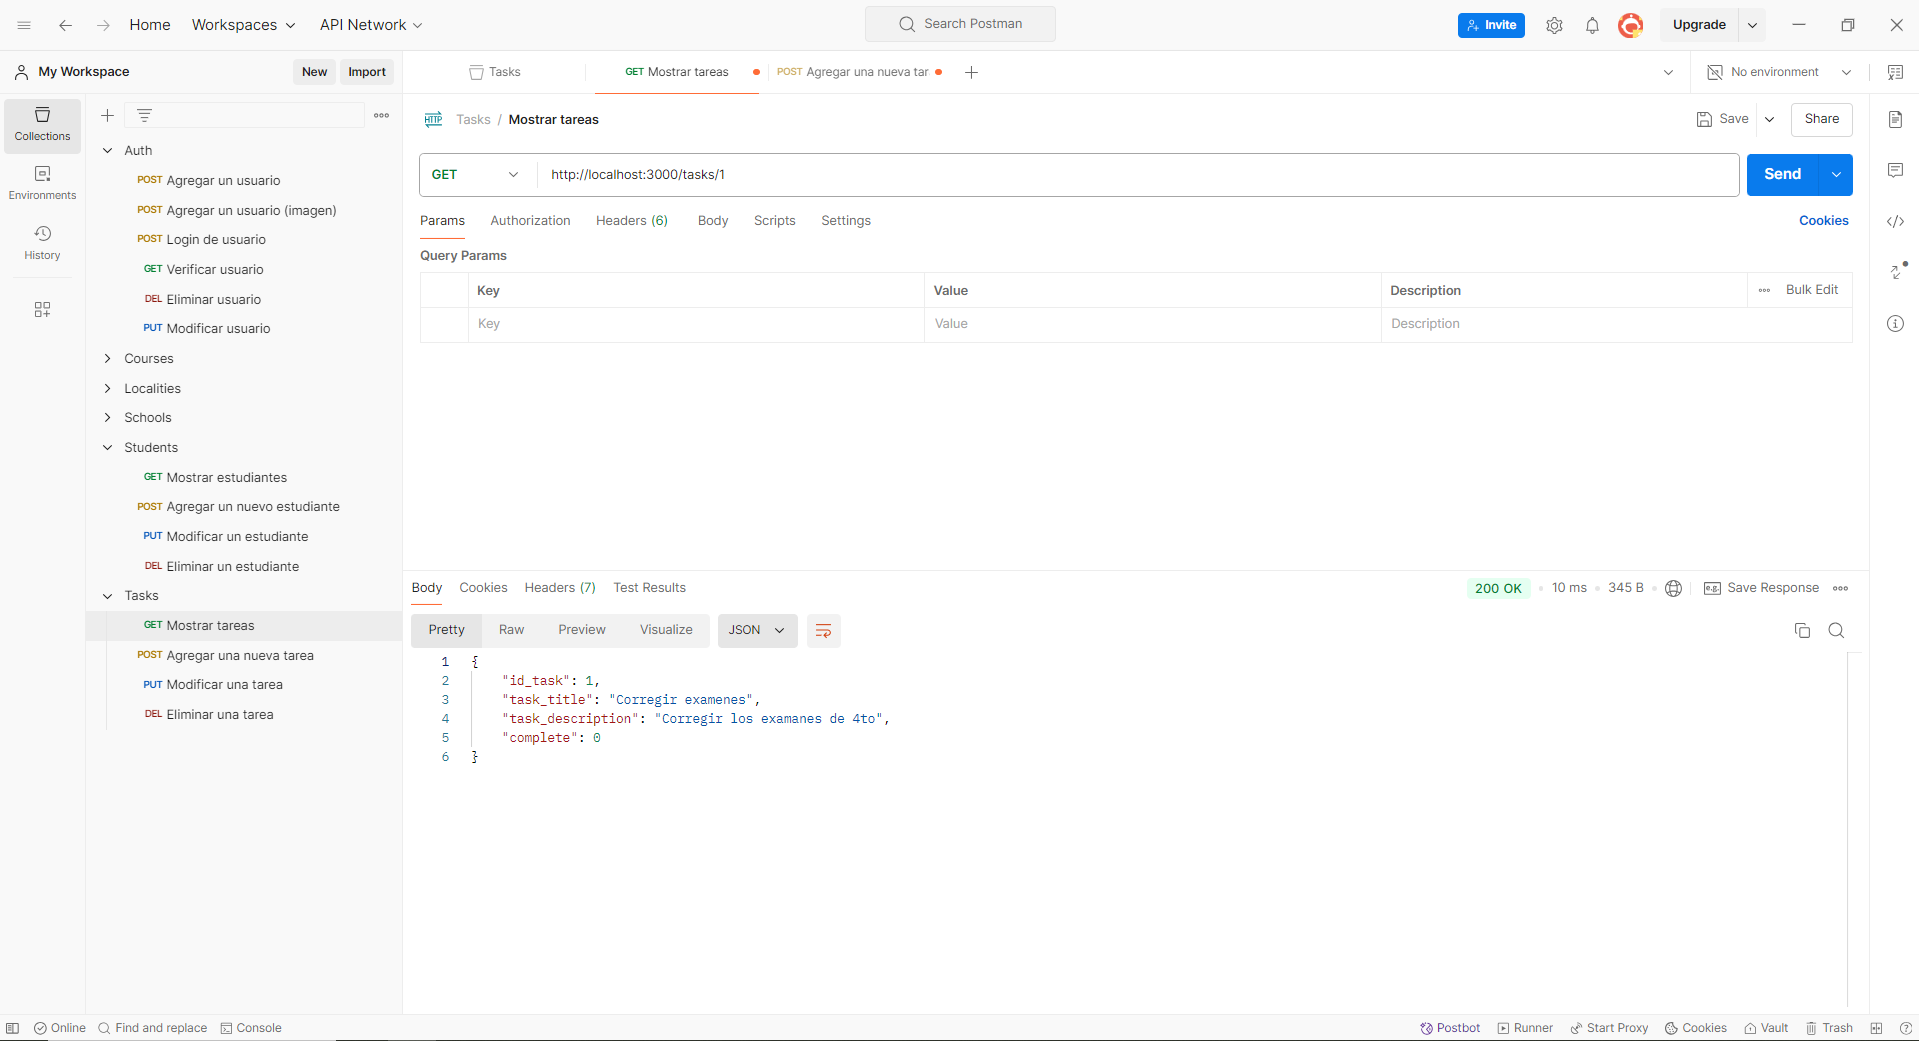 Home Workspaces API Network Search Postman Invite Upgrade
My Workspace New Import Tasks GET Mostrar tareas POST Agregar una nueva tar No environment
Collections
Environments
History
Auth
POST Agregar un usuario
POST Agregar un usuario (imagen)
POST Login de usuario
GET Verificar usuario
DEL Eliminar usuario
PUT Modificar usuario
Courses
Localities
Schools
Students
GET Mostrar estudiantes
POST Agregar un nuevo estudiante
PUT Modificar un estudiante
DEL Eliminar un estudiante
Tasks
GET Mostrar tareas
POST Agregar una nueva tarea
PUT Modificar una tarea
DEL Eliminar una tarea
HTTP Tasks / Mostrar tareas Save Share
GET http://localhost:3000/tasks/1 Send
Params Authorization Headers (6) Body Scripts Settings Cookies
Query Params
Key Value Description Bulk Edit
Key Value Description
Body Cookies Headers (7) Test Results 200 OK 10 ms 345 B e.g. Save Response
Pretty Raw Preview Visualize JSON
1 {
2 "id_task": 1,
3 "task_title": "Corregir examenes",
4 "task_description": "Corregir los examanes de 4to",
5 "complete": 0
6 }
Online Find and replace Console Postbot Runner Start Proxy Cookies Vault Trash